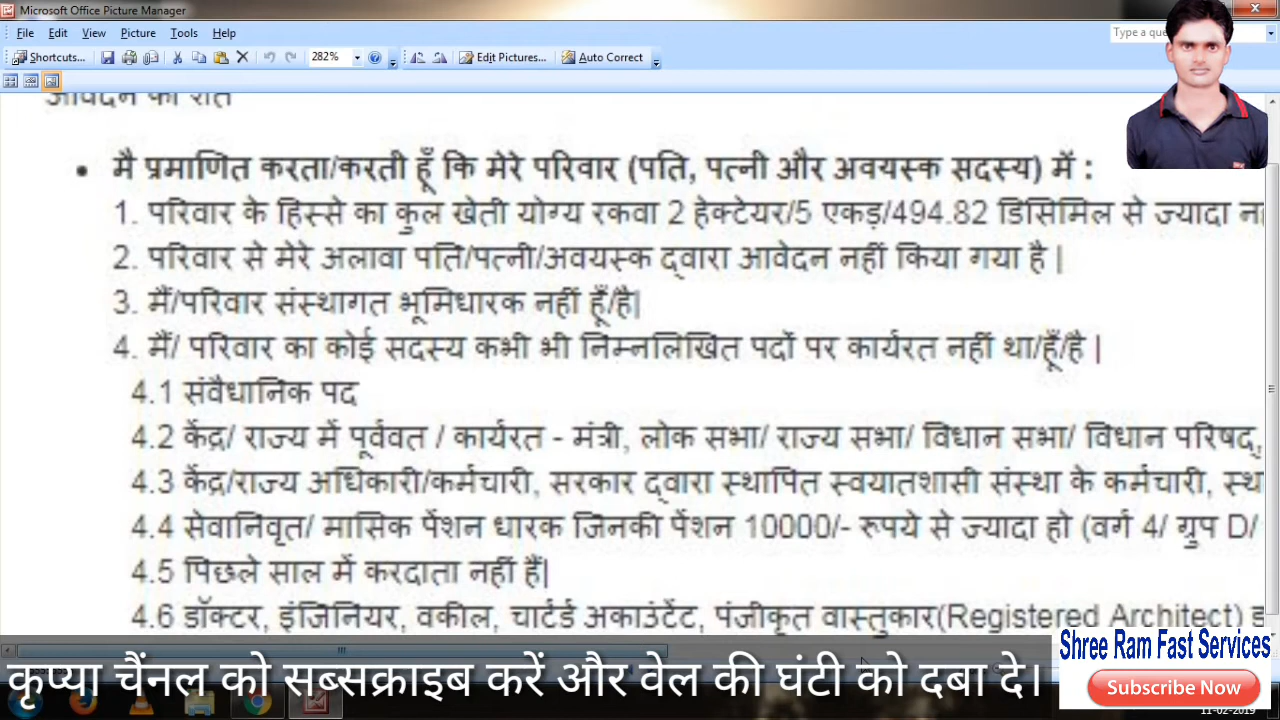 Microsoft Office Picture Manager
File Edit View Picture Tools Help
Type a que
Shortcuts... 282% Edit Pictures... Auto Correct
• मै प्रमाणित करता/करती हूँ कि मेरे परिवार (पति, पत्नी और अवयस्क सदस्य) में :
1. परिवार के हिस्से का कुल खेती योग्य रकवा 2 हेक्टेयर/5 एकड़/494.82 डिसिमिल से ज्यादा
2. परिवार से मेरे अलावा पति/पत्नी/अवयस्क द्वारा आवेदन नहीं किया गया है |
3. मैं/परिवार संस्थागत भूमिधारक नहीं हूँ/है|
4. मैं/ परिवार का कोई सदस्य कभी भी निम्नलिखित पदों पर कार्यरत नहीं था/हूँ/है |
4.1 संवैधानिक पद
4.2 केंद्र/ राज्य में पूर्ववत / कार्यरत - मंत्री, लोक सभा/ राज्य सभा/ विधान सभा/ विधान परिषद्,
4.3 केंद्र/राज्य अधिकारी/कर्मचारी, सरकार द्वारा स्थापित स्वयातशासी संस्था के कर्मचारी,
4.4 सेवानिवृत/ मासिक पेंशन धारक जिनकी पेंशन 10000/- रूपये से ज्यादा हो (वर्ग 4/ ग्रुप D/
4.5 पिछले साल में करदाता नहीं हैं|
4.6 डॉक्टर, इंजिनियर, वकील, चार्टर्ड अकाउंटेंट, पंजीकृत वास्तुकार(Registered Architect)
कृप्या चैंनल को सब्सक्राइब करें और वेल की घंटी को दबा दे।
Shree Ram Fast Services
Subscribe Now
11-02-2019